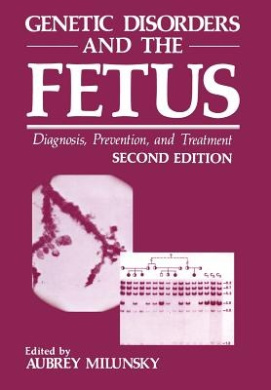 GENETIC DISORDERS
AND THE
FETUS
Diagnosis, Prevention, and Treatment
SECOND EDITION
Edited by
AUBREY MILUNSKY